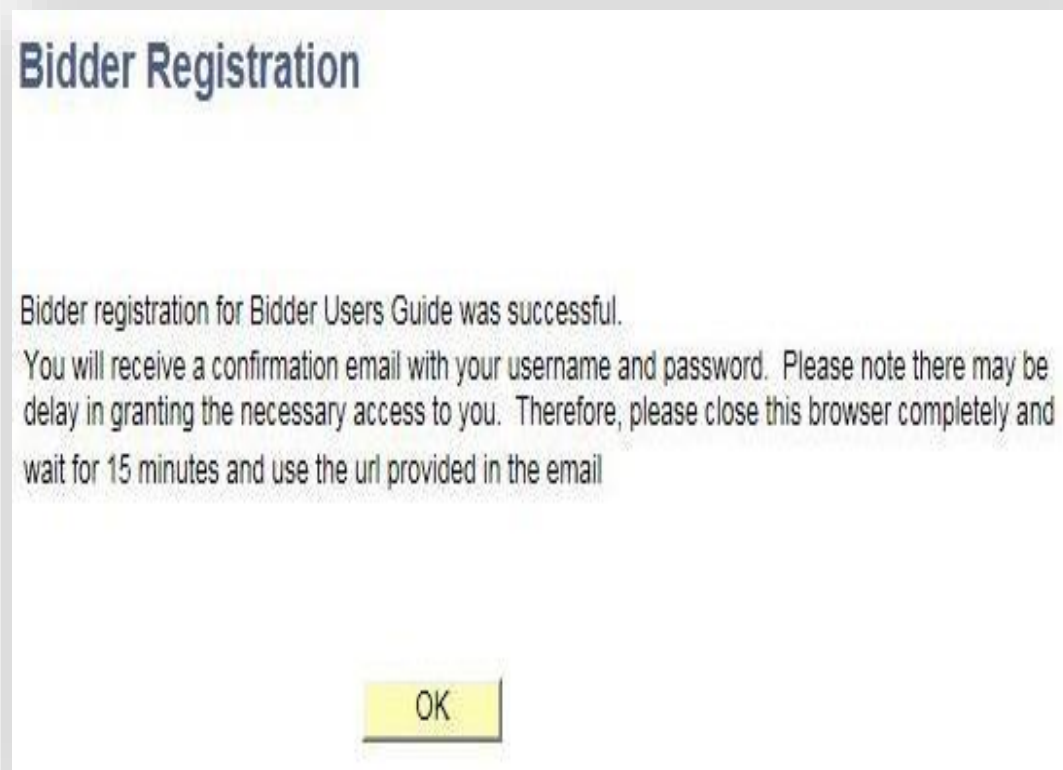 Bidder Registration
Bidder registration for Bidder Users Guide was successful.
You will receive a confirmation email with your username and password.  Please note there may be
delay in granting the necessary access to you.  Therefore, please close this browser completely and
wait for 15 minutes and use the url provided in the email
OK